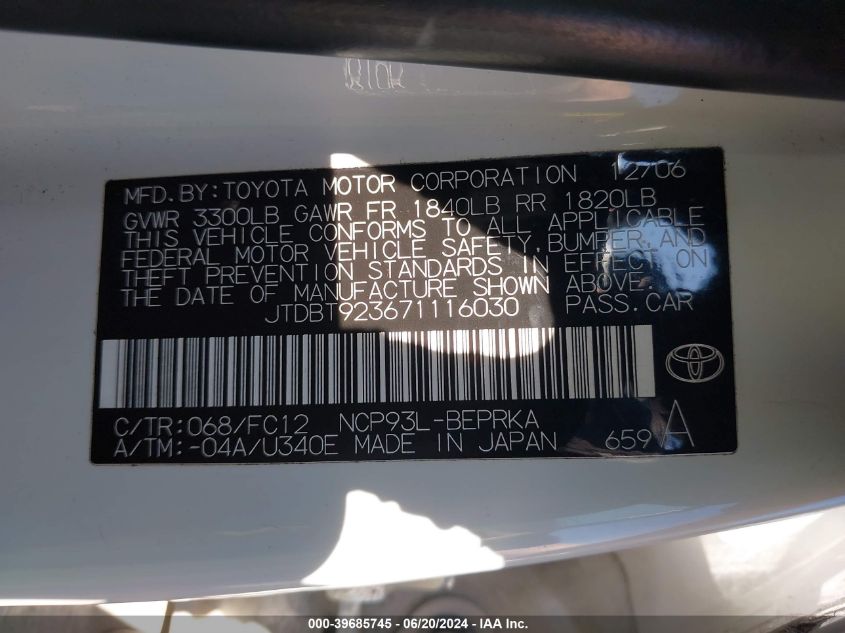 MFD. BY: TOYOTA MOTOR CORPORATION 12/06
GVWR 3300LB GAWR FR 1840LB RR 1820LB
THIS VEHICLE CONFORMS TO ALL APPLICABLE
FEDERAL MOTOR VEHICLE SAFETY, BUMPER, AND
THEFT PREVENTION STANDARDS IN EFFECT ON
THE DATE OF MANUFACTURE SHOWN ABOVE.
JTDBT923671116030 PASS.CAR
C/TR:068/FC12 NCP93L-BEPRKA
A/TM:-04A/U340E MADE IN JAPAN 659 A
000-39685745 - 06/20/2024 - IAA Inc.